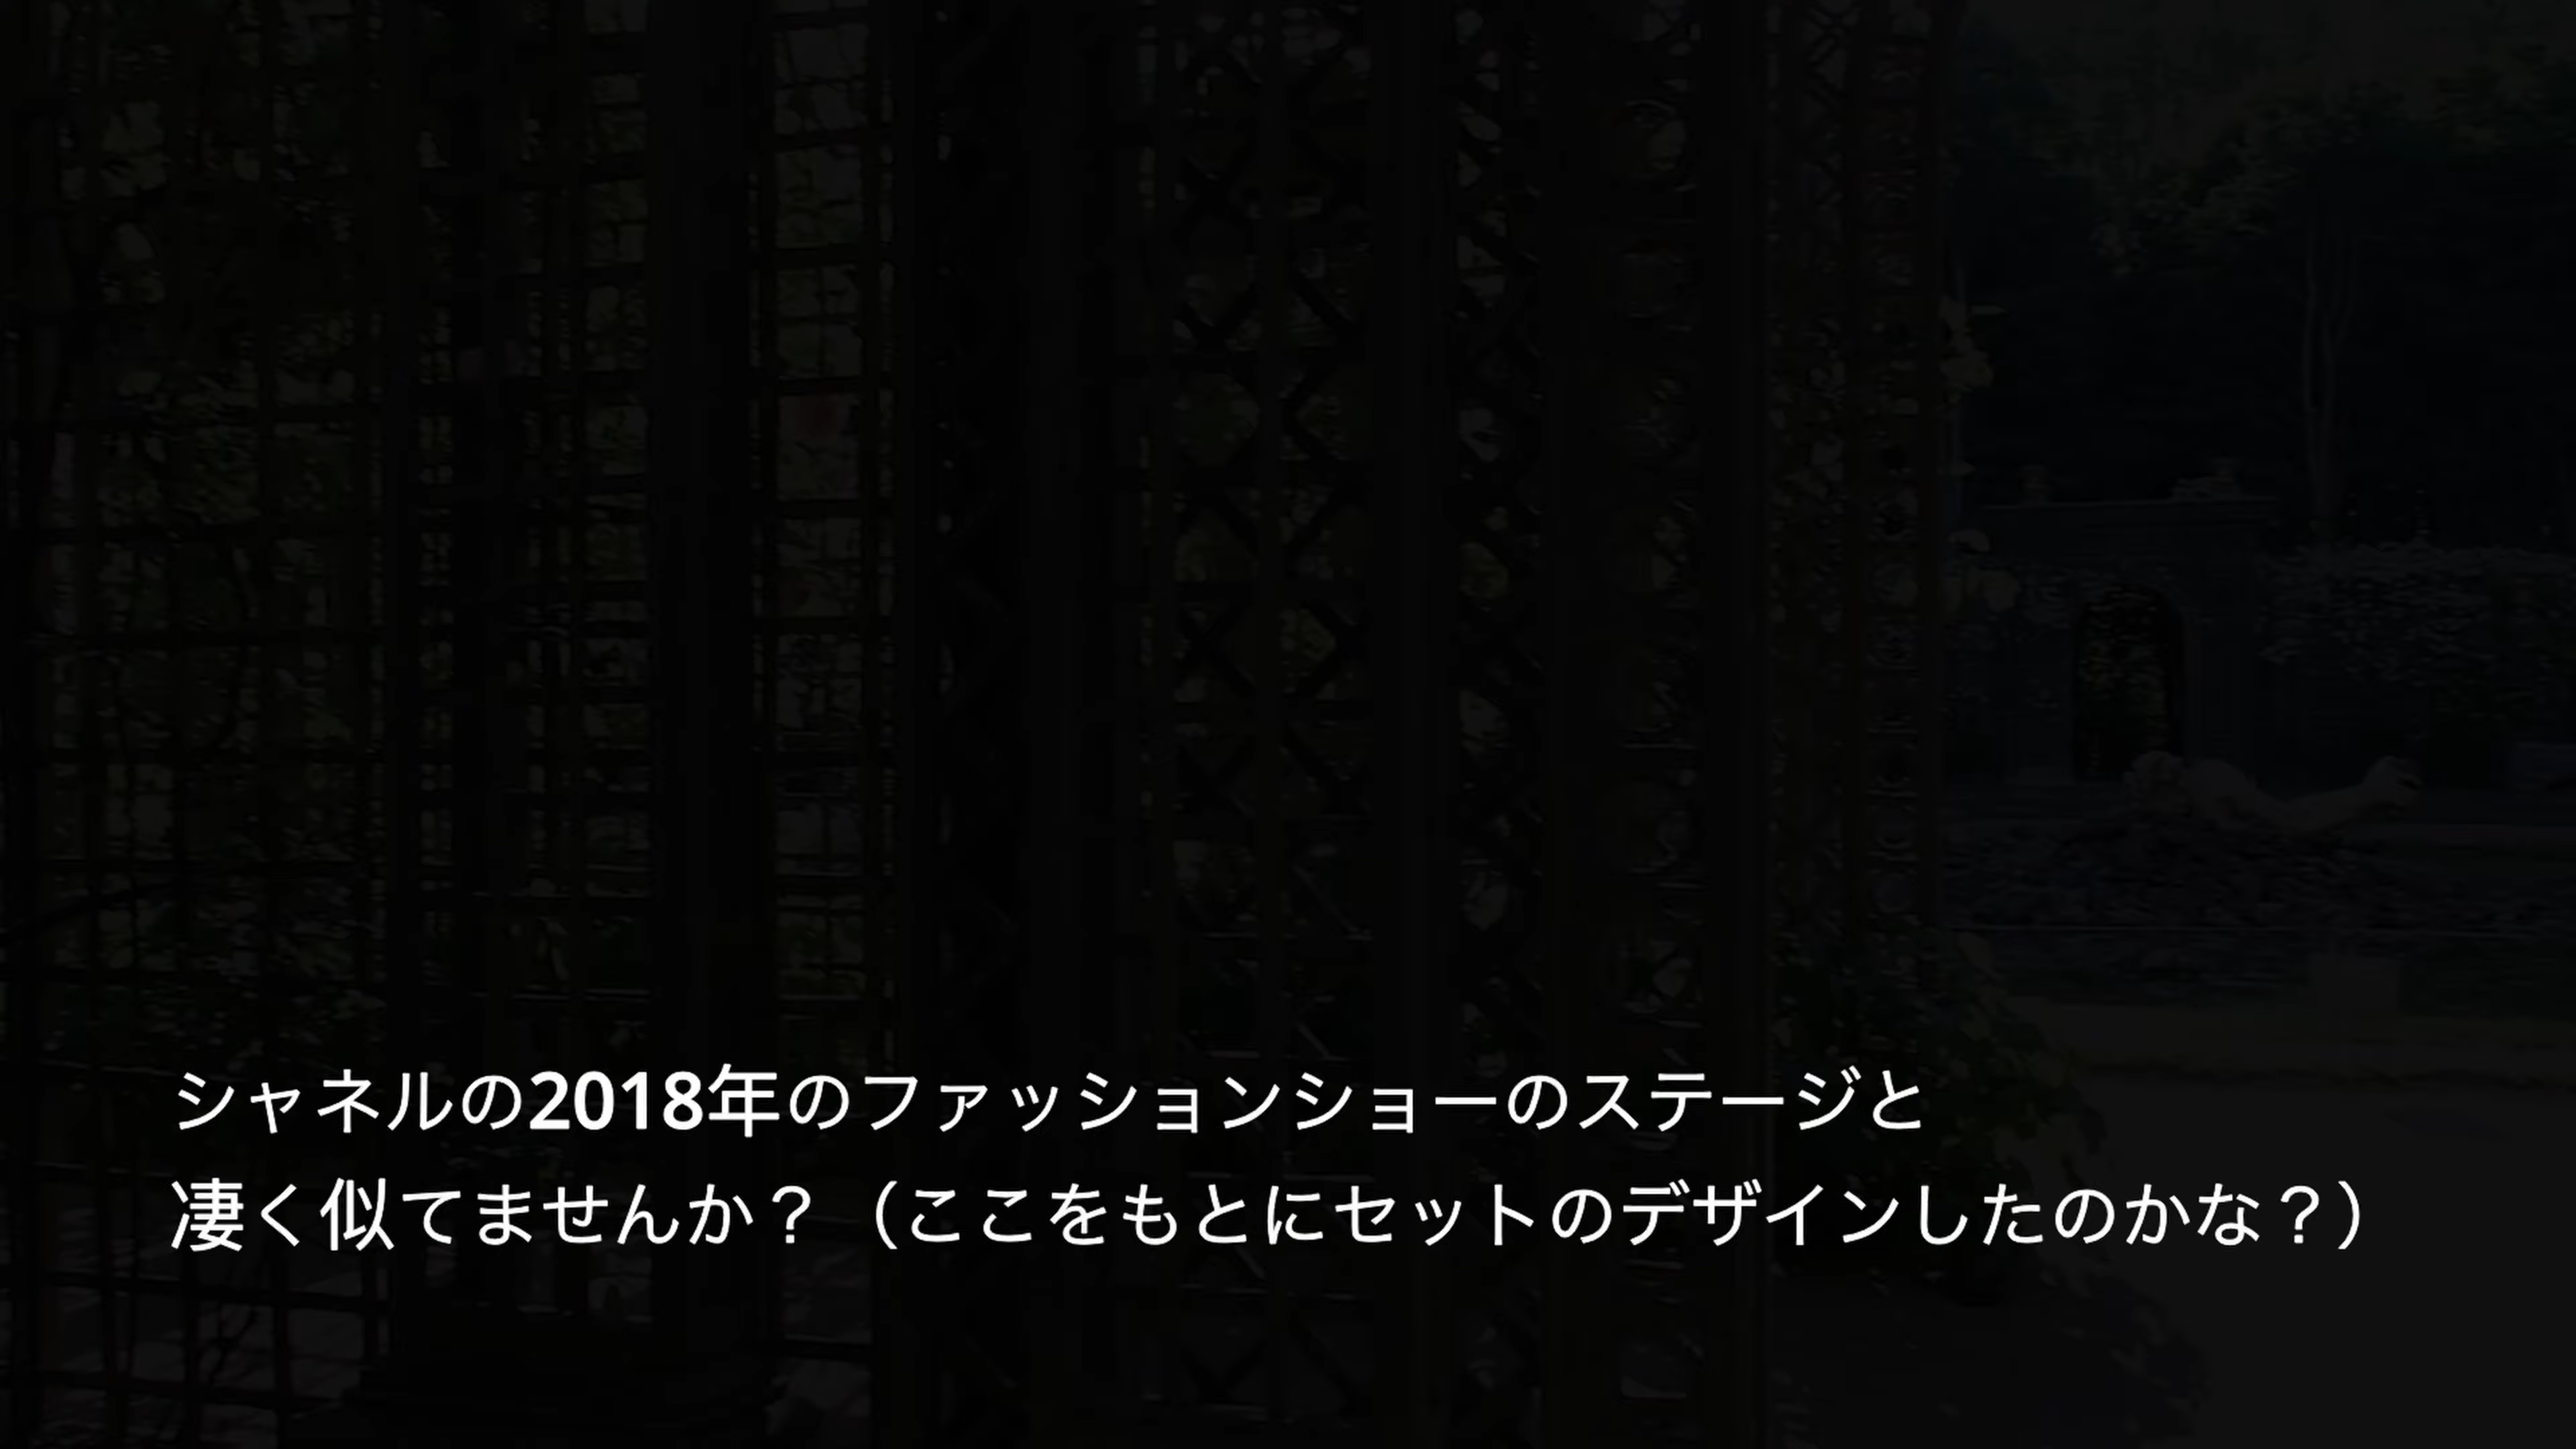 シャネルの2018年のファッションショーのステージと
凄く似てませんか？（ここをもとにセットのデザインしたのかな？）